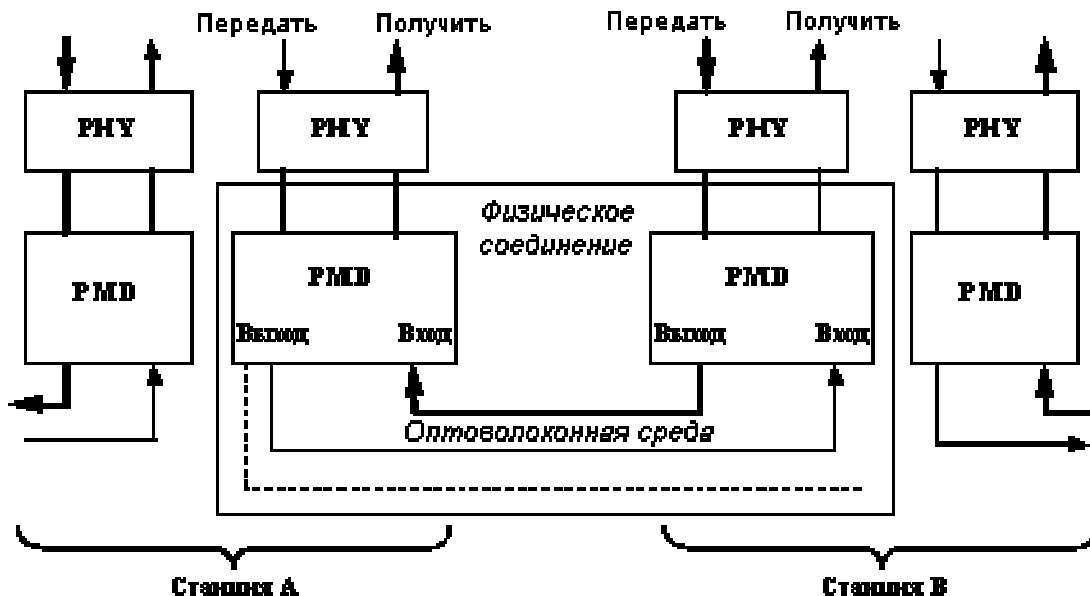 Передать Получить Передать Получить
PHY PHY PHY PHY
Физическое
соединение
PMD PMD PMD PMD
Выход Вход Выход Вход
Оптоволоконная среда
Станция А Станция В